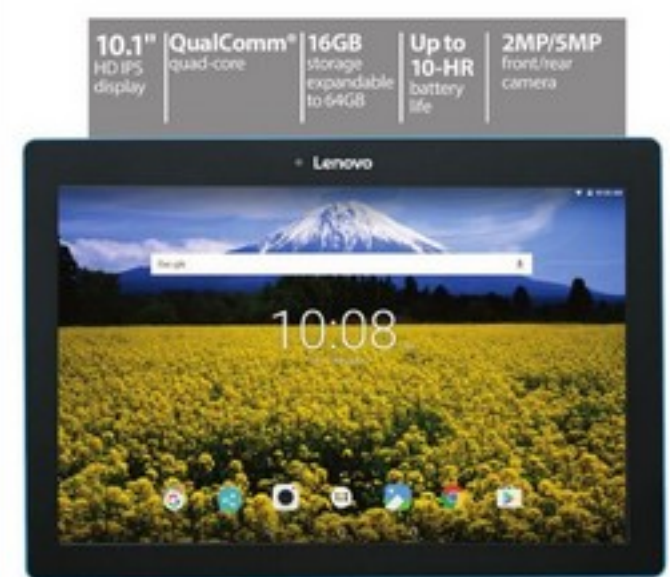 10.1"
HD IPS
display
QualComm®
quad-core
16GB
storage
expandable
to 64GB
Up to
10-HR
battery
life
2MP/5MP
front/rear
camera
Lenovo
Google
10:08